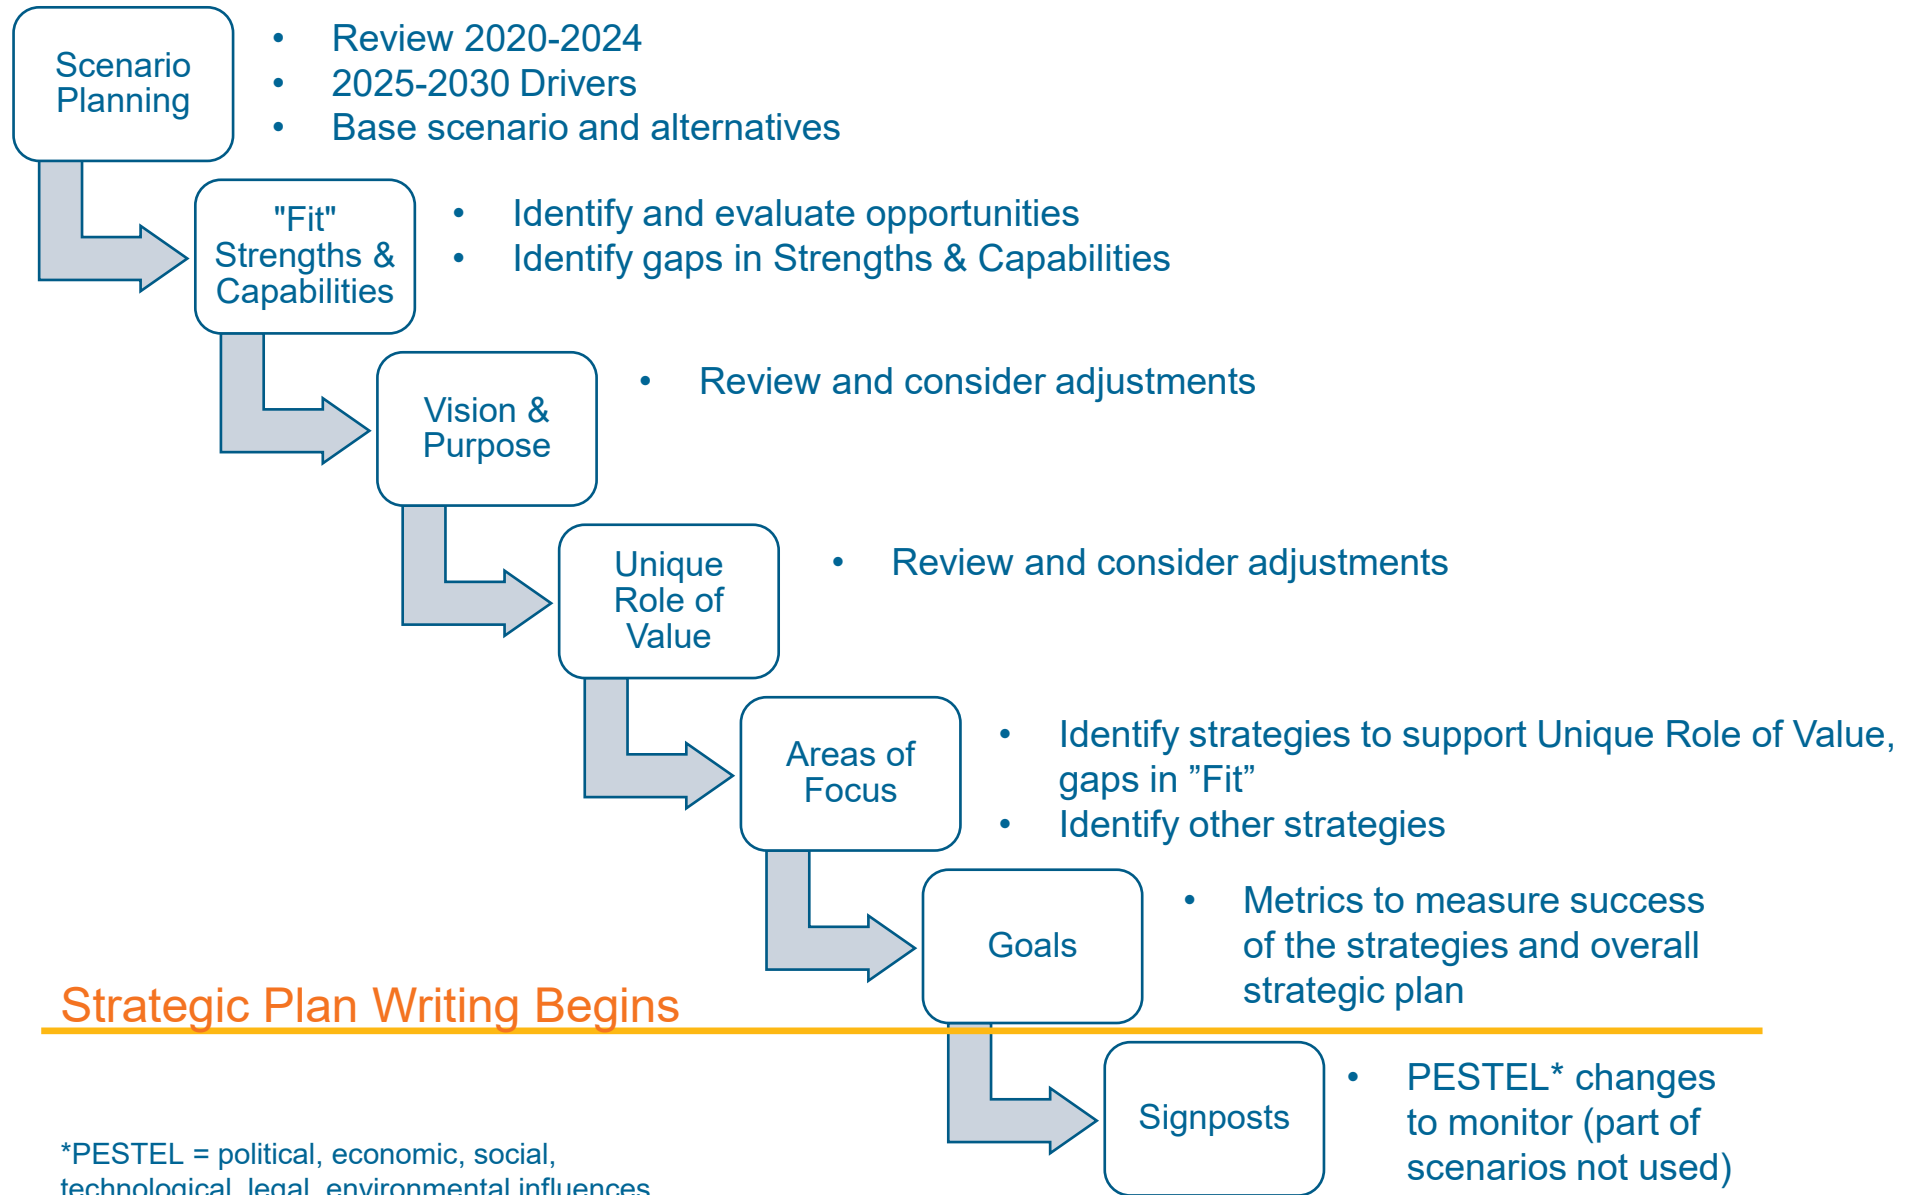 Scenario
Planning
• Review 2020-2024
• 2025-2030 Drivers
• Base scenario and alternatives
"Fit"
Strengths &
Capabilities
• Identify and evaluate opportunities
• Identify gaps in Strengths & Capabilities
Vision &
Purpose
• Review and consider adjustments
Unique
Role of
Value
• Review and consider adjustments
Areas of
Focus
• Identify strategies to support Unique Role of Value,
gaps in ”Fit”
• Identify other strategies
Goals
• Metrics to measure success
of the strategies and overall
strategic plan
Strategic Plan Writing Begins
Signposts
• PESTEL* changes
to monitor (part of
scenarios not used)
*PESTEL = political, economic, social,
technological, legal, environmental influences